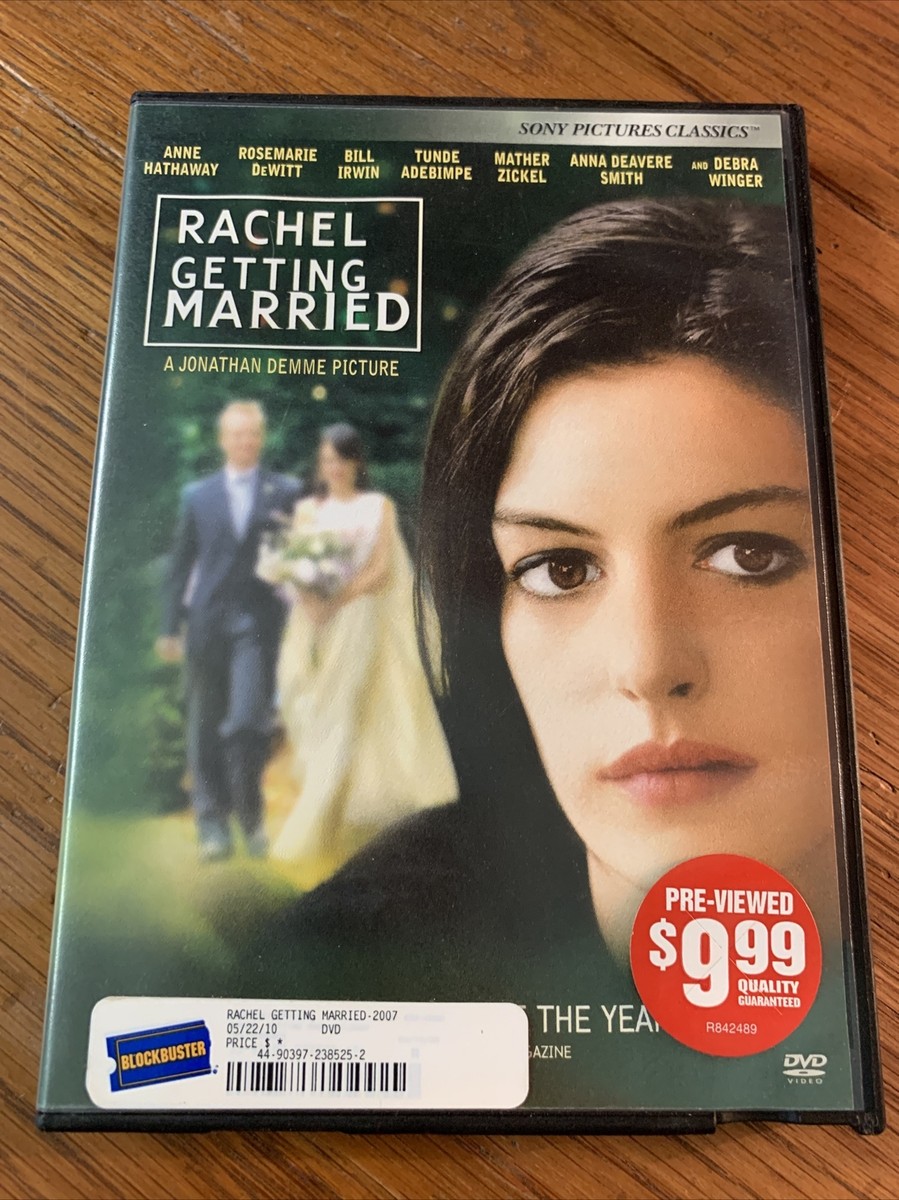 SONY PICTURES CLASSICS™
ANNE
HATHAWAY
ROSEMARIE
DeWITT
BILL
IRWIN
TUNDE
ADEBIMPE
MATHER
ZICKEL
ANNA DEAVERE
SMITH
AND DEBRA
WINGER
RACHEL
GETTING
MARRIED
A JONATHAN DEMME PICTURE
PRE-VIEWED
$9.99
QUALITY
GUARANTEED
R842489
THE YEA
AZINE
RACHEL GETTING MARRIED-2007
05/22/10 DVD
PRICE $ *
44-90397-238525-2
BLOCKBUSTER
DVD
VIDEO